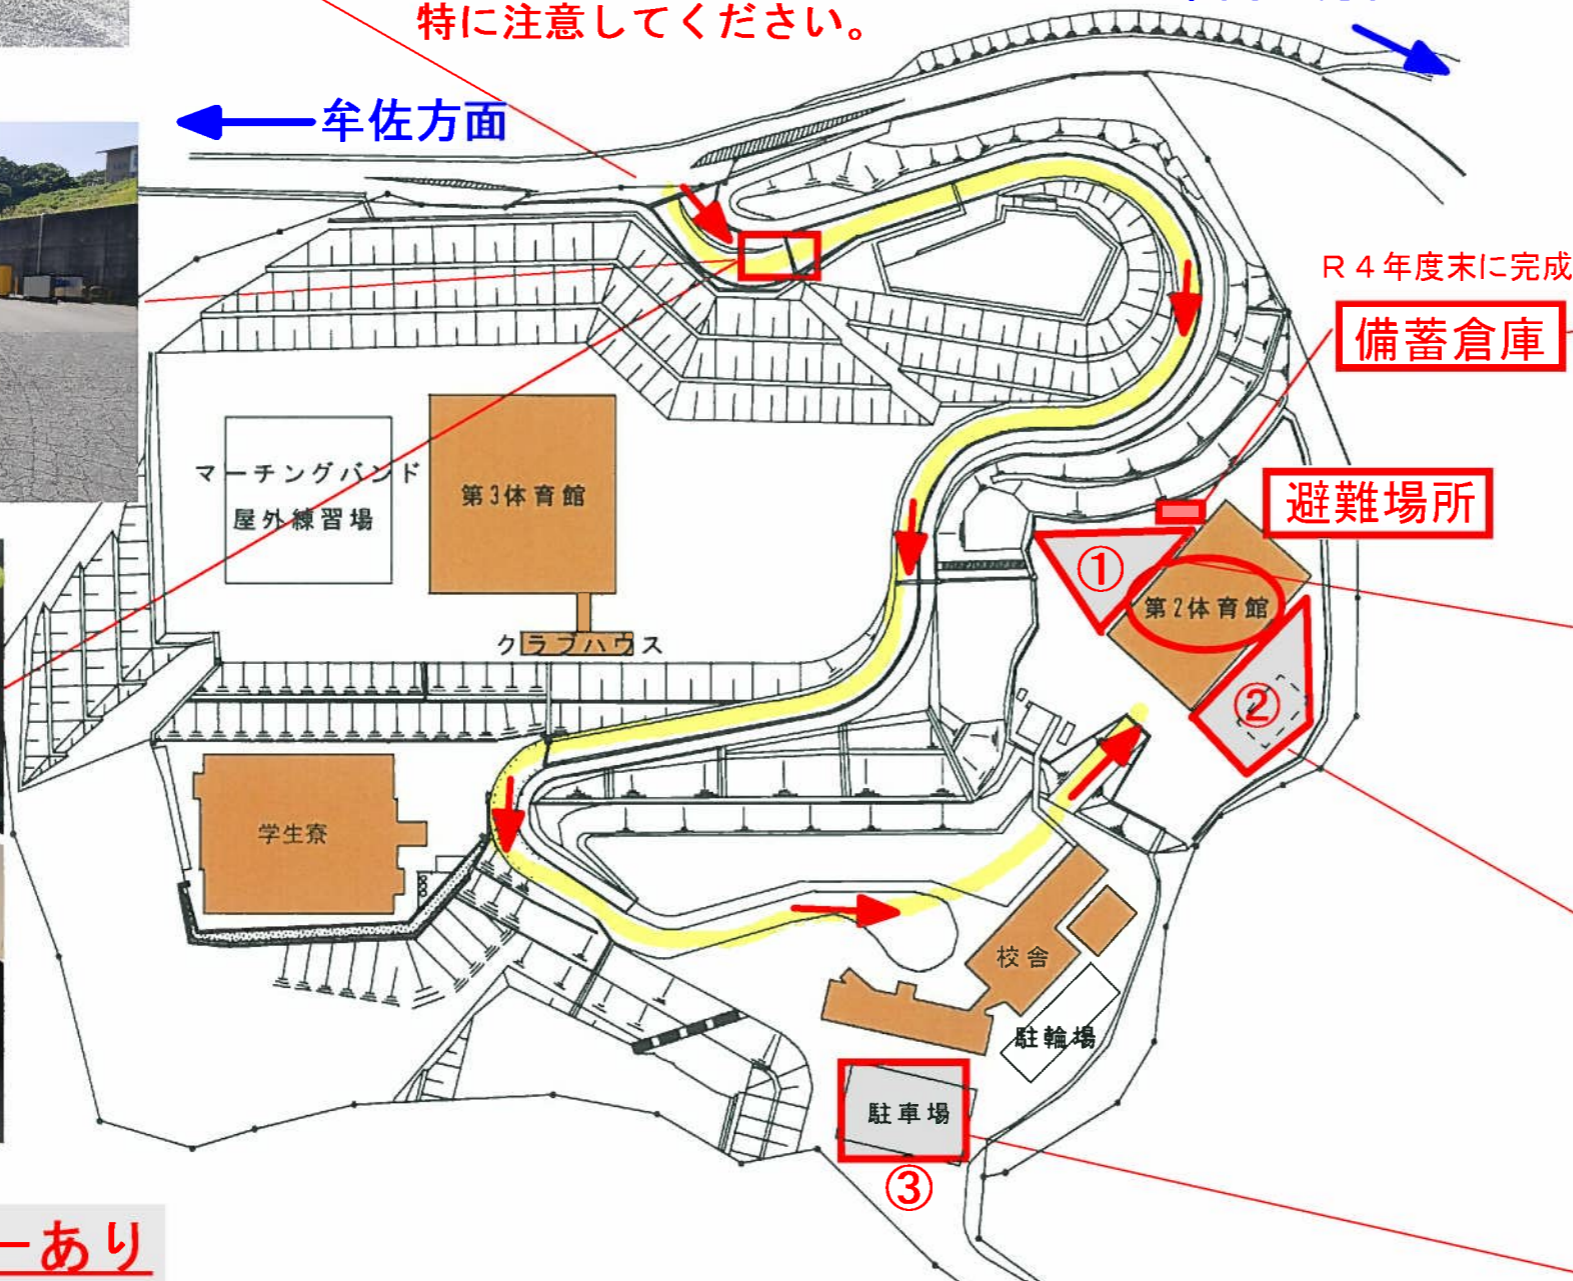 特に注意してください。
牟佐方面
R４年度末に完成
備蓄倉庫
避難場所
マーチングバンド
屋外練習場
第3体育館
クラブハウス
①
第2体育館
②
学生寮
校舎
駐輪場
駐車場
③
ーあり